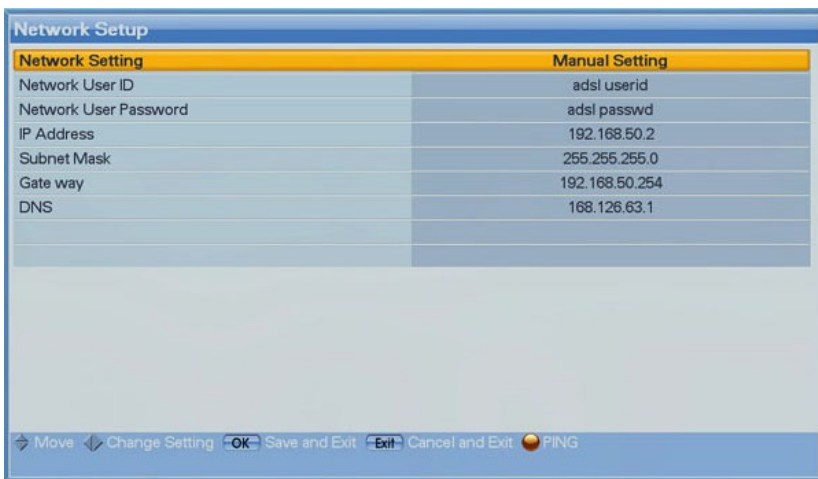 Network Setup
Network Setting Manual Setting
Network User ID adsl userid
Network User Password adsl passwd
IP Address 192.168.50.2
Subnet Mask 255.255.255.0
Gate way 192.168.50.254
DNS 168.126.63.1
Move Change Setting OK Save and Exit Exit Cancel and Exit PING